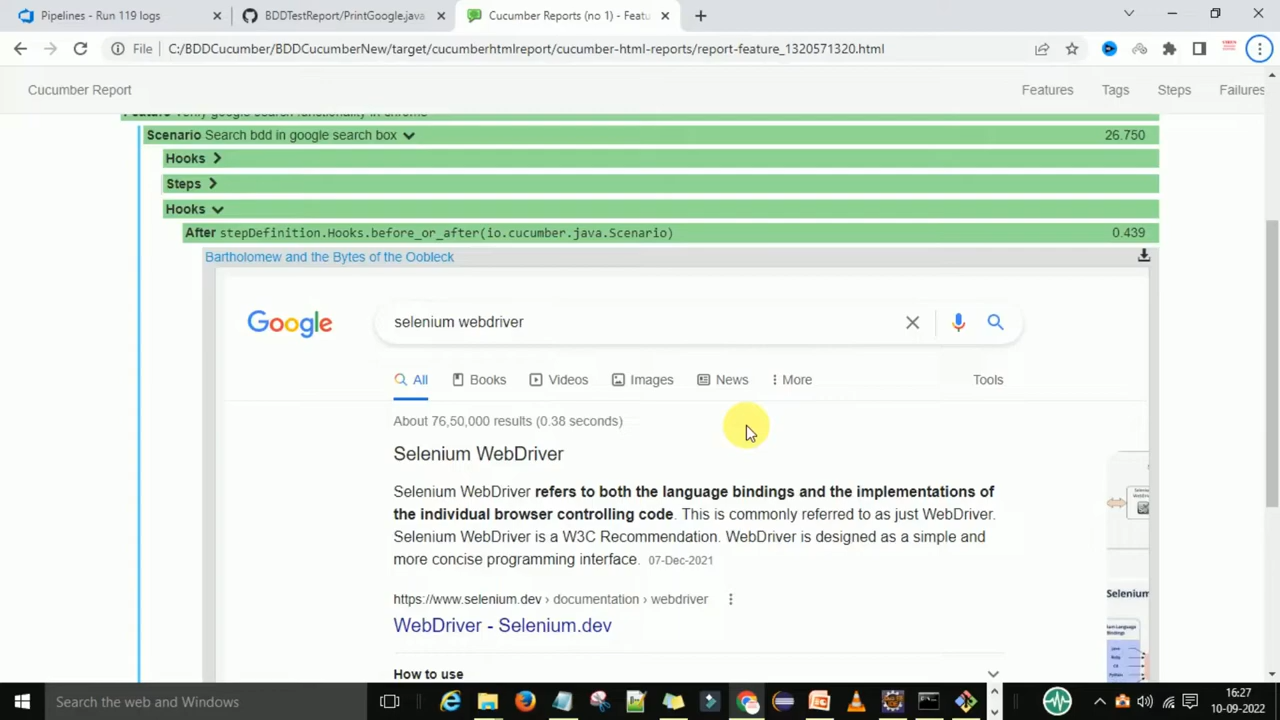 Pipelines - Run 119 logs
BDDTestReport/PrintGoogle.java
Cucumber Reports (no 1) - Featu
File
C:/BDDCucumber/BDDCucumberNew/target/cucumberhtmlreport/cucumber-html-reports/report-feature_1320571320.html
Cucumber Report
Features
Tags
Steps
Failures
Feature Verify google search functionality in chrome
Scenario Search bdd in google search box
26.750
Hooks
Steps
Hooks
After stepDefinition.Hooks.before_or_after(io.cucumber.java.Scenario)
0.439
Bartholomew and the Bytes of the Oobleck
Google
selenium webdriver
All
Books
Videos
Images
News
More
Tools
About 76,50,000 results (0.38 seconds)
Selenium WebDriver
Selenium WebDriver refers to both the language bindings and the implementations of
the individual browser controlling code. This is commonly referred to as just WebDriver.
Selenium WebDriver is a W3C Recommendation. WebDriver is designed as a simple and
more concise programming interface. 07-Dec-2021
https://www.selenium.dev › documentation › webdriver
WebDriver - Selenium.dev
How to use
Selenium
Search the web and Windows
16:27
10-09-2022